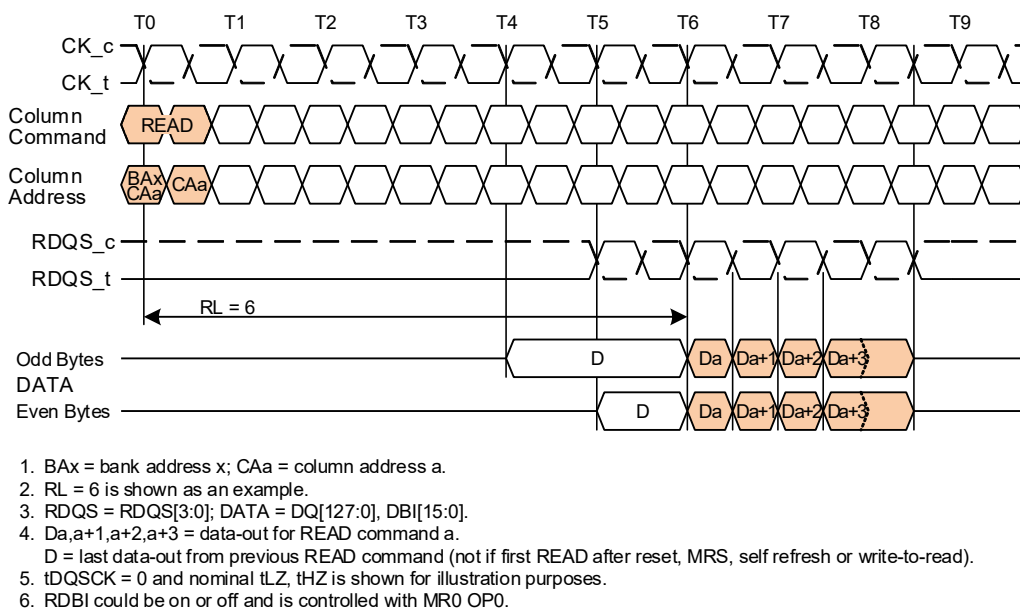 T0 T1 T2 T3 T4 T5 T6 T7 T8 T9
CK_c
CK_t
Column
Command
READ
Column
Address
BAx
CAa
CAa
RDQS_c
RDQS_t
RL = 6
Odd Bytes
D Da Da+1 Da+2 Da+3
DATA
Even Bytes
D Da Da+1 Da+2 Da+3
1. BAx = bank address x; CAa = column address a.
2. RL = 6 is shown as an example.
3. RDQS = RDQS[3:0]; DATA = DQ[127:0], DBI[15:0].
4. Da,a+1,a+2,a+3 = data-out for READ command a.
D = last data-out from previous READ command (not if first READ after reset, MRS, self refresh or write-to-read).
5. tDQSCK = 0 and nominal tLZ, tHZ is shown for illustration purposes.
6. RDBI could be on or off and is controlled with MR0 OP0.